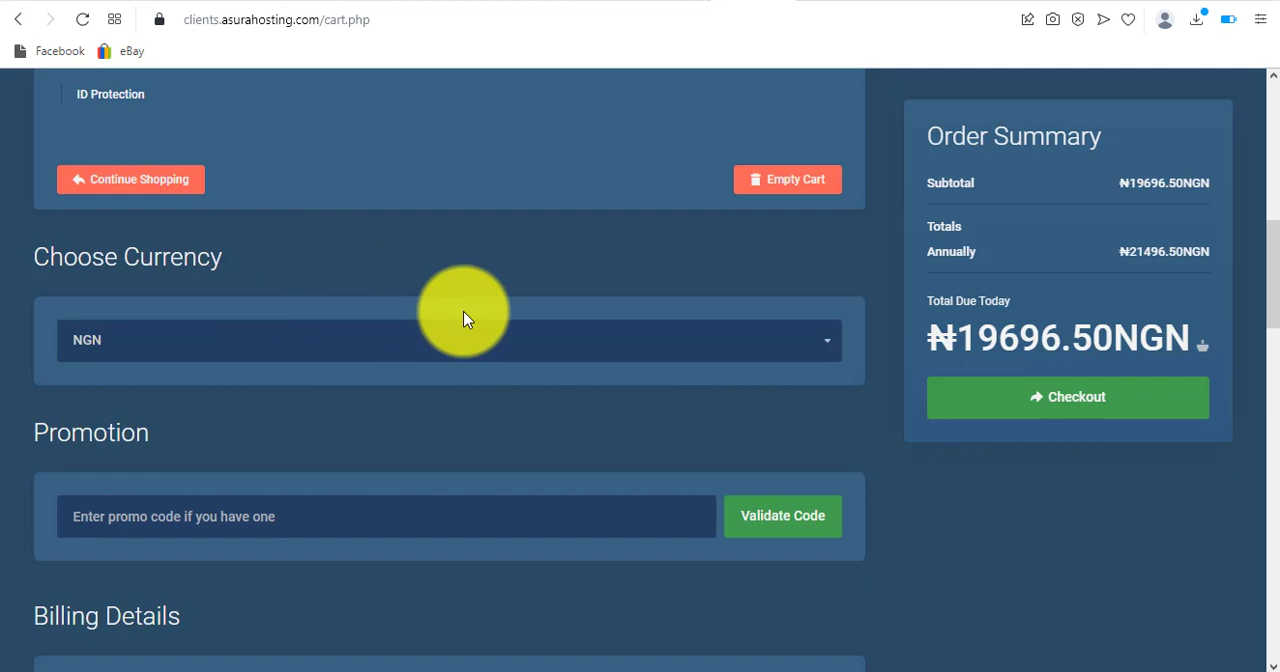 clients.asurahosting.com/cart.php
Facebook
eBay
ID Protection
Continue Shopping
Empty Cart
Choose Currency
NGN
Promotion
Enter promo code if you have one
Validate Code
Billing Details
Order Summary
Subtotal ₦19696.50NGN
Totals
Annually ₦21496.50NGN
Total Due Today
₦19696.50NGN
Checkout